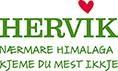 HERVIK
NÆRMARE HIMALAGA
KJEME DU MEST IKKJE